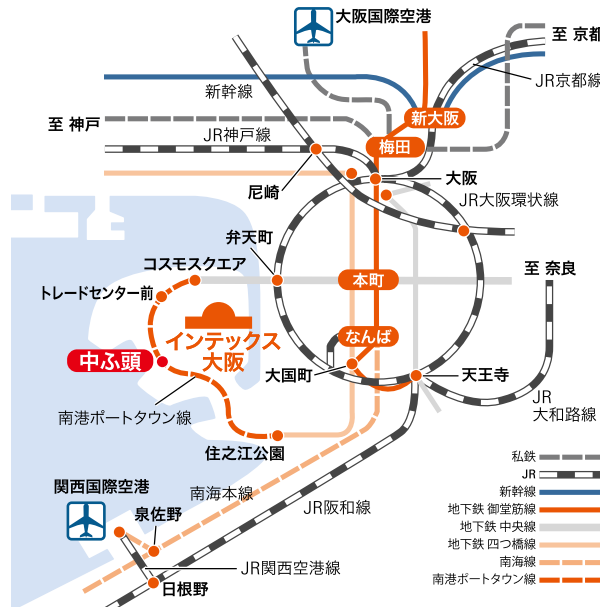 大阪国際空港
至 京都
新幹線
JR京都線
至 神戸
新大阪
JR神戸線
梅田
尼崎
大阪
JR大阪環状線
弁天町
コスモスクエア
至 奈良
トレードセンター前
本町
インテックス
大阪
なんば
中ふ頭
大国町
天王寺
JR
大和路線
南港ポートタウン線
住之江公園
関西国際空港
南海本線
泉佐野
JR阪和線
JR関西空港線
日根野
私鉄
JR
新幹線
地下鉄 御堂筋線
地下鉄 中央線
地下鉄 四つ橋線
南海線
南港ポートタウン線